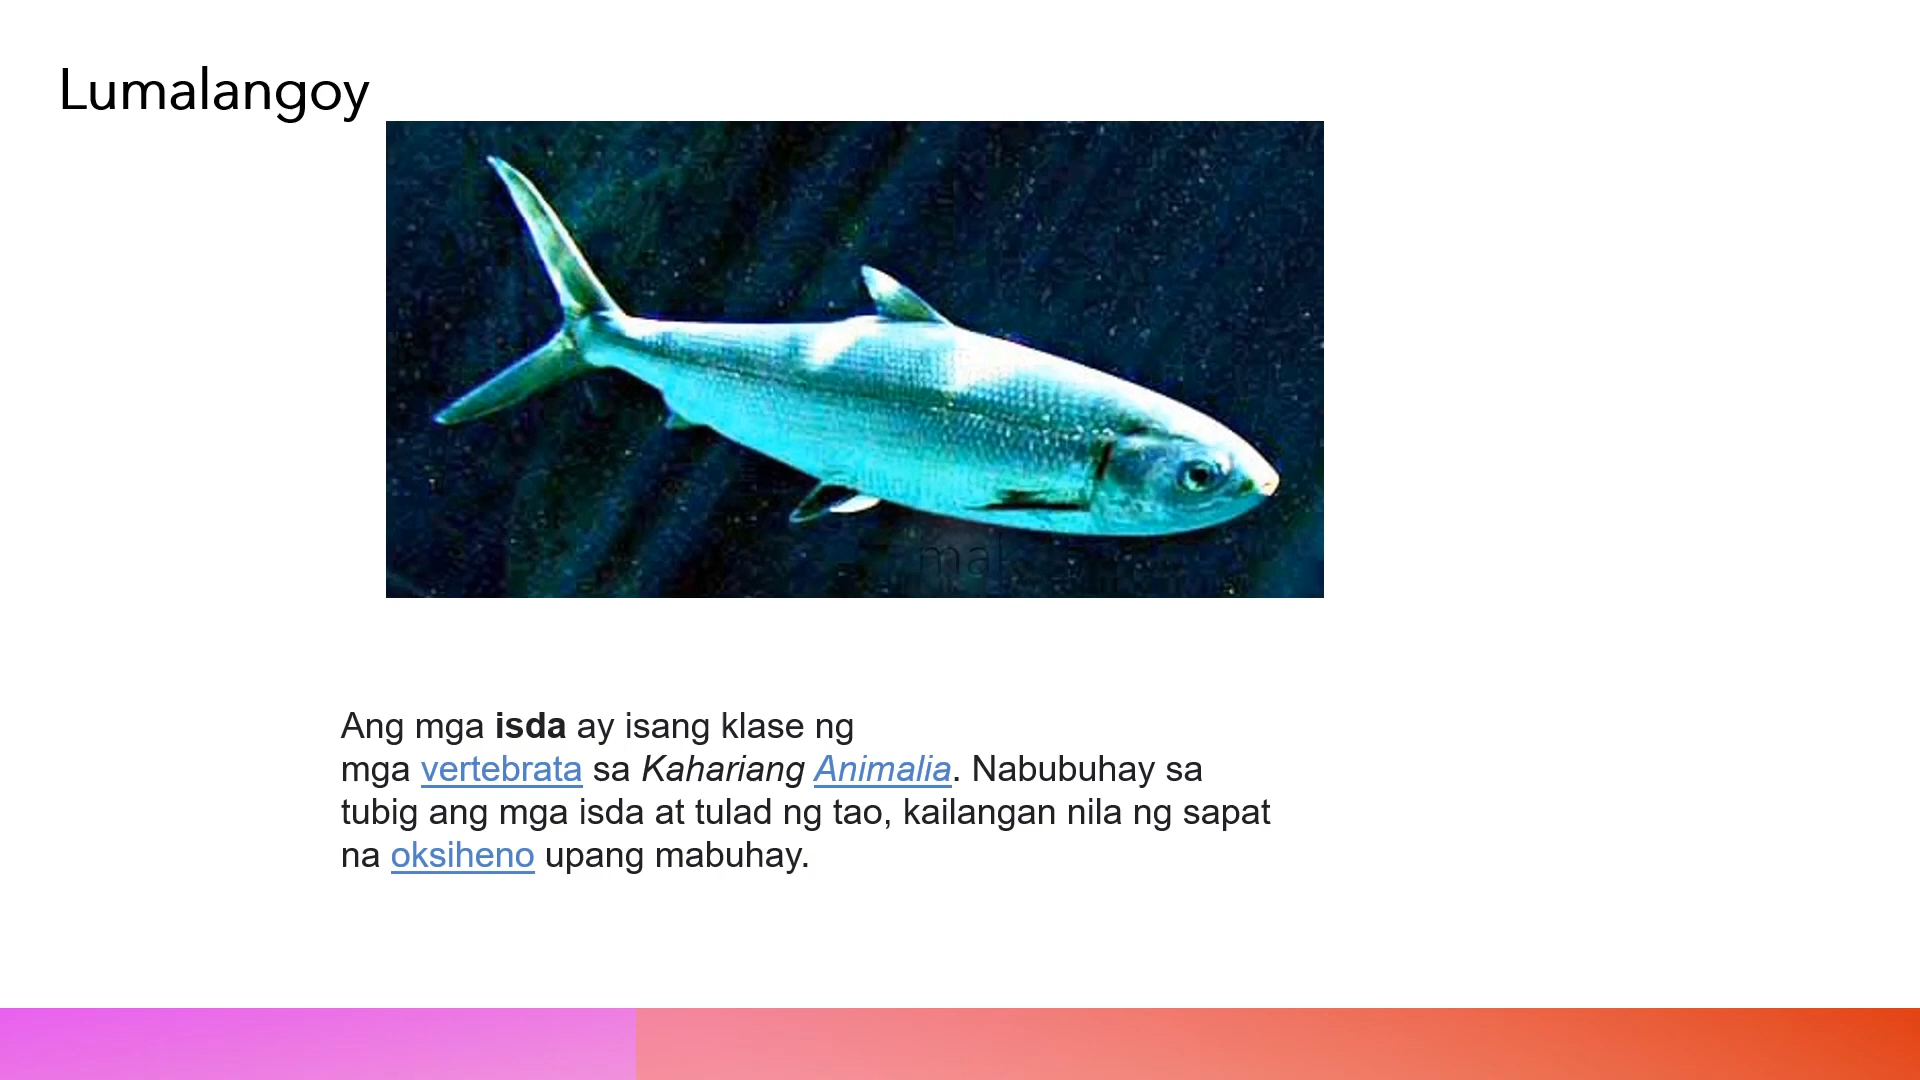 Lumalangoy
Ang mga isda ay isang klase ng
mga vertebrata sa Kahariang Animalia. Nabubuhay sa
tubig ang mga isda at tulad ng tao, kailangan nila ng sapat
na oksiheno upang mabuhay.